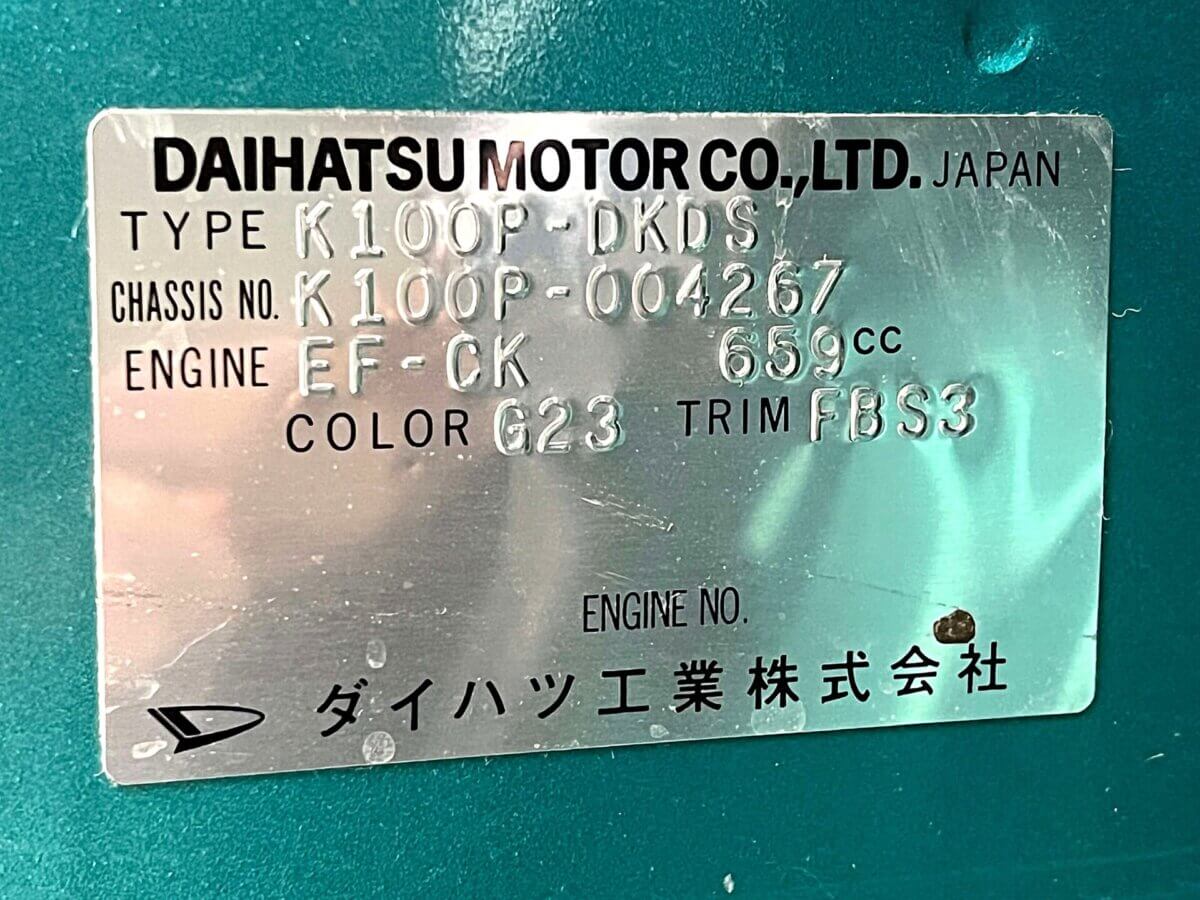 DAIHATSU MOTOR CO.,LTD. JAPAN
TYPE K100P-DKDS
CHASSIS NO. K100P-004267
ENGINE EF-CK 659cc
COLOR G23 TRIM FBS3
ENGINE NO.
ダイハツ工業株式会社